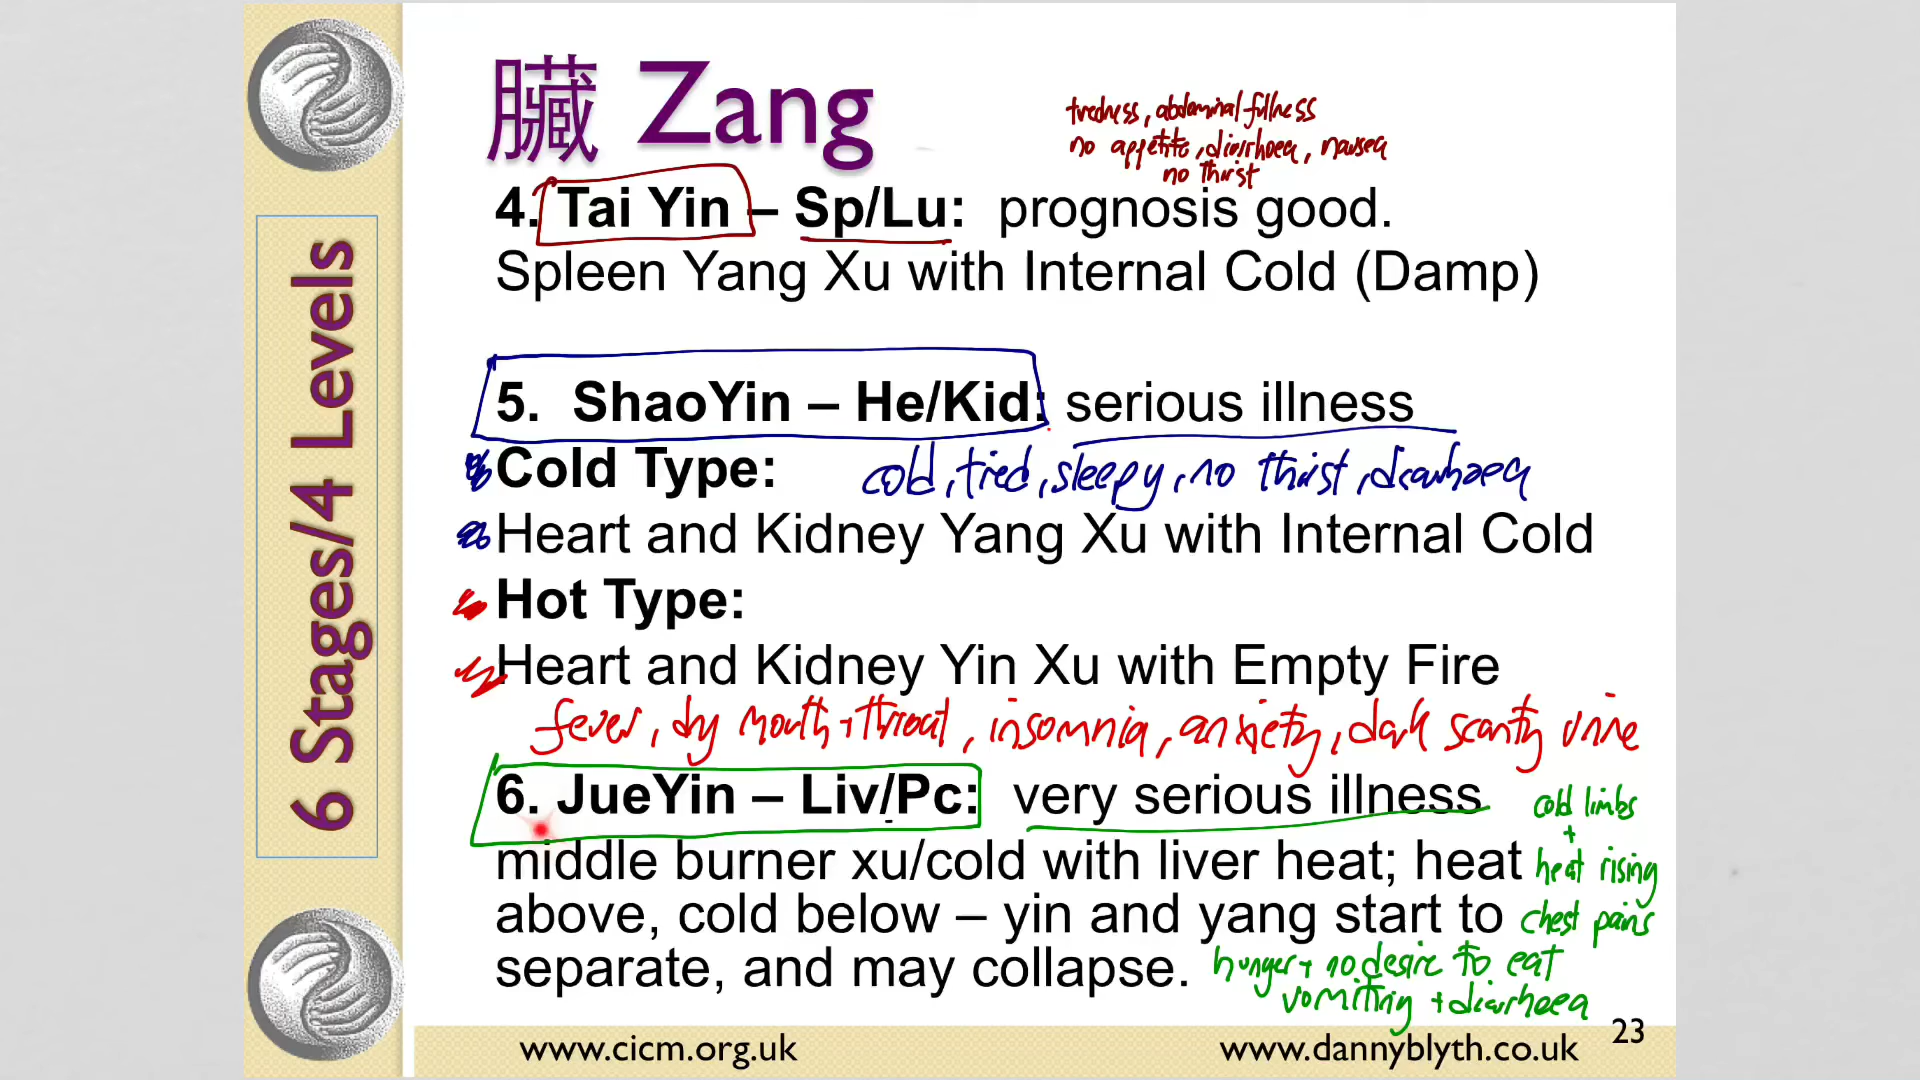 臟 Zang
tiredness, abdominal fullness
no appetite, diarrhoea, nausea
no thirst
4. Tai Yin – Sp/Lu: prognosis good.
Spleen Yang Xu with Internal Cold (Damp)
5. ShaoYin – He/Kid: serious illness
Cold Type: cold, tired, sleepy, no thirst, diarrhoea
Heart and Kidney Yang Xu with Internal Cold
Hot Type:
Heart and Kidney Yin Xu with Empty Fire
fever, dry mouth + throat, insomnia, anxiety, dark scanty urine
6. JueYin – Liv/Pc: very serious illness
middle burner xu/cold with liver heat; heat
above, cold below – yin and yang start to
separate, and may collapse.
cold limbs
+
heat rising
chest pains
hunger + no desire to eat
vomiting + diarrhoea
6 Stages/4 Levels
www.cicm.org.uk
www.dannyblyth.co.uk
23